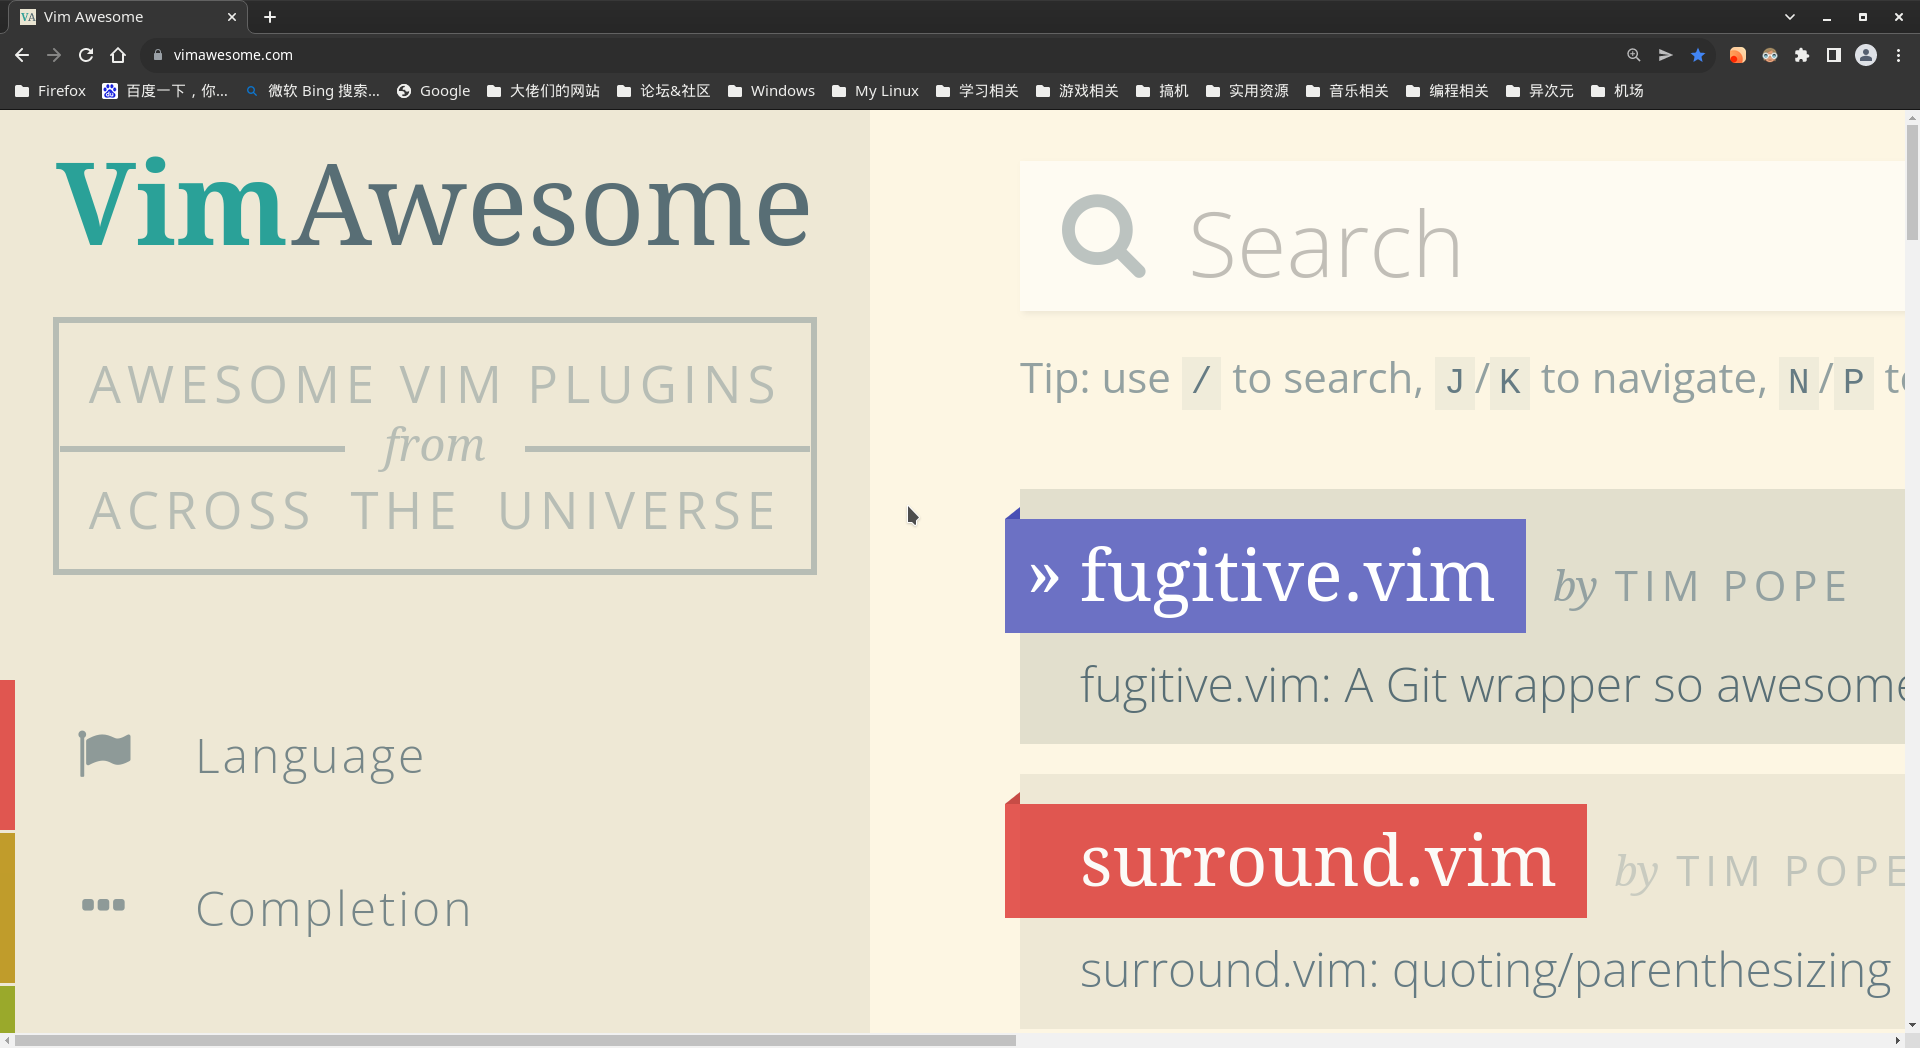 VA Vim Awesome
vimawesome.com
Firefox 百度一下，你... 微软 Bing 搜索... Google 大佬们的网站 论坛&社区 Windows My Linux 学习相关 游戏相关 搞机 实用资源 音乐相关 编程相关 异次元 机场
VimAwesome
AWESOME VIM PLUGINS
from
ACROSS THE UNIVERSE
Language
Completion
Search
Tip: use / to search, J/K to navigate, N/P to
» fugitive.vim by TIM POPE
fugitive.vim: A Git wrapper so awesome
surround.vim by TIM POPE
surround.vim: quoting/parenthesizing